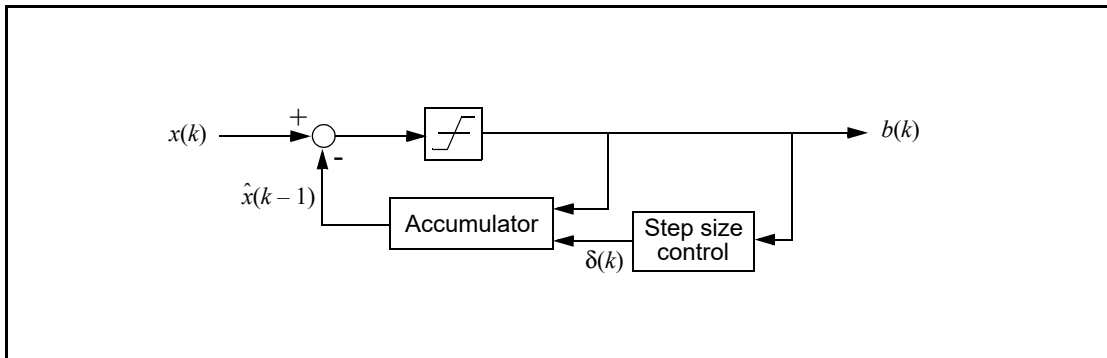 x(k)
+
-
b(k)
x̂(k – 1)
Accumulator
Step size
control
δ(k)